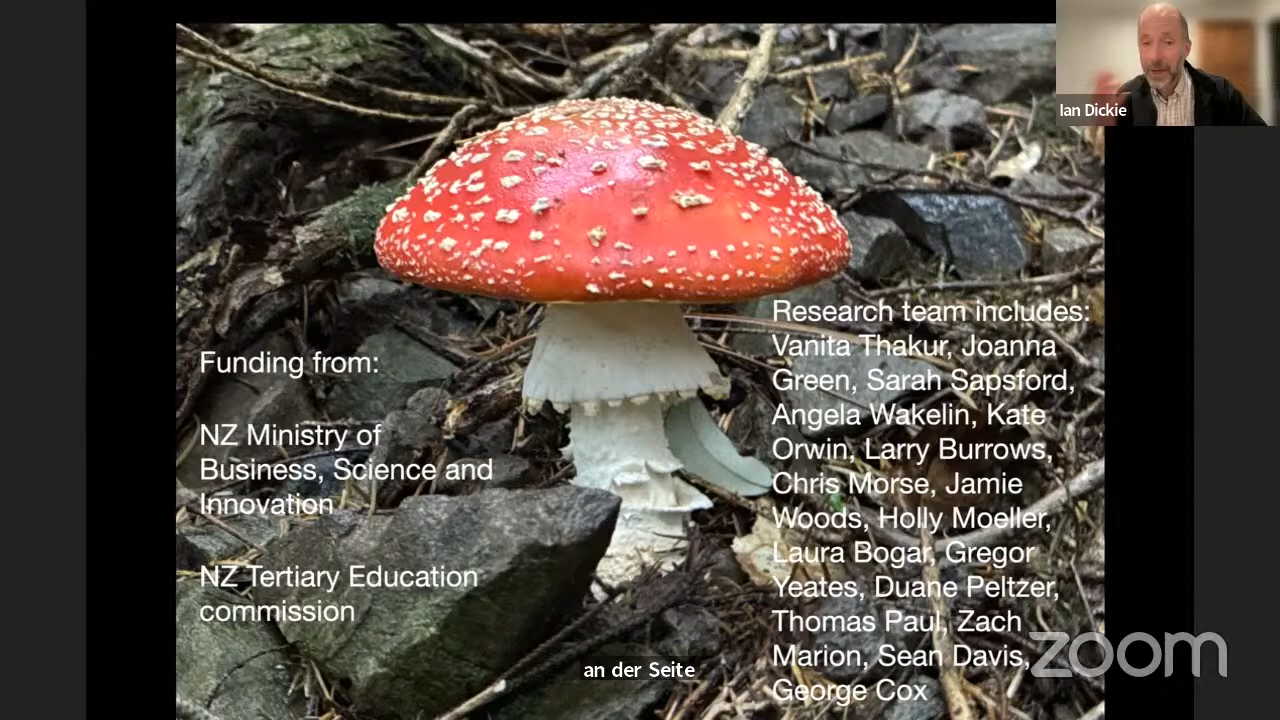 Ian Dickie
Funding from:
NZ Ministry of
Business, Science and
Innovation
NZ Tertiary Education
commission
Research team includes:
Vanita Thakur, Joanna
Green, Sarah Sapsford,
Angela Wakelin, Kate
Orwin, Larry Burrows,
Chris Morse, Jamie
Woods, Holly Moeller,
Laura Bogar, Gregor
Yeates, Duane Peltzer,
Thomas Paul, Zach
Marion, Sean Davis,
George Cox
an der Seite
zoom